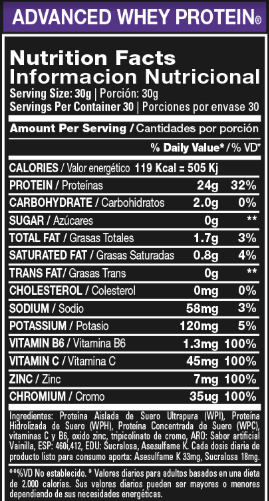 ADVANCED WHEY PROTEIN®
Nutrition Facts
Informacion Nutricional
Serving Size: 30g | Porción: 30g
Servings Per Container 30 | Porciones por envase 30
Amount Per Serving / Cantidades por porción
% Daily Value* / % VD*
CALORIES / Valor energético 119 Kcal = 505 Kj
PROTEIN / Proteínas 24g 32%
CARBOHYDRATE / Carbohidratos 2.0g 0%
SUGAR / Azúcares 0g **
TOTAL FAT / Grasas Totales 1.7g 3%
SATURATED FAT / Grasas Saturadas 0.8g 4%
TRANS FAT/ Grasas Trans 0g **
CHOLESTEROL / Colesterol 0mg 0%
SODIUM / Sodio 58mg 3%
POTASSIUM / Potasio 120mg 5%
VITAMIN B6 / Vitamina B6 1.3mg 100%
VITAMIN C / Vitamina C 45mg 100%
ZINC / Zinc 7mg 100%
CHROMIUM / Cromo 35ug 100%
Ingredientes: Proteina Aislada de Suero Ultrapura (WPI), Proteina
Hidrolizada de Suero (WPH), Proteina Concentrada de Suero (WPC),
vitaminas C y B6, oxido zinc, tripicolinato de cromo, ARO: Sabor artificial
Vainilla, ESP: 460,412, EDU: Sucralosa, Asesulfame K. Cada dosis diaria de
producto listo para consumo aporta: Asesulfame K 33mg, Sucralosa 18mg.
**%VD No establecido. * Valores diarios para adultos basados en una dieta
de 2.000 calorías. Sus valores diarios pueden ser mayores o menores
dependiendo de sus necesidades energéticas.